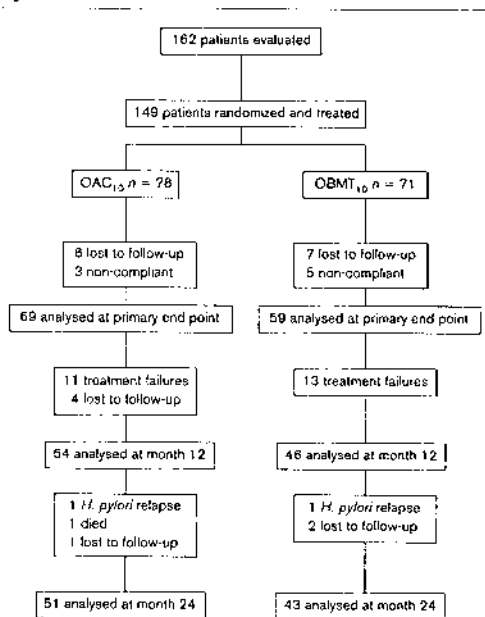 162 patients evaluated
149 patients randomized and treated
OAC10 n = 78
OBMT10 n = 71
6 lost to follow-up
3 non-compliant
7 lost to follow-up
5 non-compliant
69 analysed at primary end point
59 analysed at primary end point
11 treatment failures
4 lost to follow-up
13 treatment failures
54 analysed at month 12
46 analysed at month 12
1 H. pylori relapse
1 died
1 lost to follow-up
1 H. pylori relapse
2 lost to follow-up
51 analysed at month 24
43 analysed at month 24